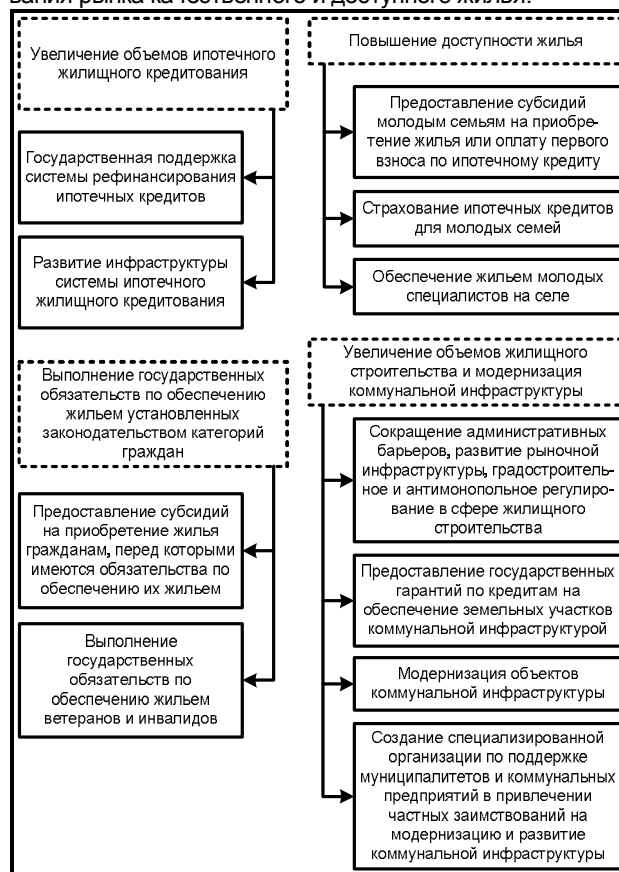 вания рынка качественного и доступного жилья.
Увеличение объемов ипотечного
жилищного кредитования
Государственная поддержка
системы рефинансирования
ипотечных кредитов
Развитие инфраструктуры
системы ипотечного
жилищного кредитования
Повышение доступности жилья
Предоставление субсидий
молодым семьям на приобре-
тение жилья или оплату первого
взноса по ипотечному кредиту
Страхование ипотечных кредитов
для молодых семей
Обеспечение жильем молодых
специалистов на селе
Выполнение государственных
обязательств по обеспечению
жильем установленных
законодательством категорий
граждан
Предоставление субсидий
на приобретение жилья
гражданам, перед которыми
имеются обязательства по
обеспечению их жильем
Выполнение
государственных
обязательств по
обеспечению жильем
ветеранов и инвалидов
Увеличение объемов жилищного
строительства и модернизация
коммунальной инфраструктуры
Сокращение административных
барьеров, развитие рыночной
инфраструктуры, градостроитель-
ное и антимонопольное регулиро-
вание в сфере жилищного
строительства
Предоставление государственных
гарантий по кредитам на
обеспечение земельных участков
коммунальной инфраструктурой
Модернизация объектов
коммунальной инфраструктуры
Создание специализированной
организации по поддержке
муниципалитетов и коммунальных
предприятий в привлечении
частных заимствований на
модернизацию и развитие
коммунальной инфраструктуры